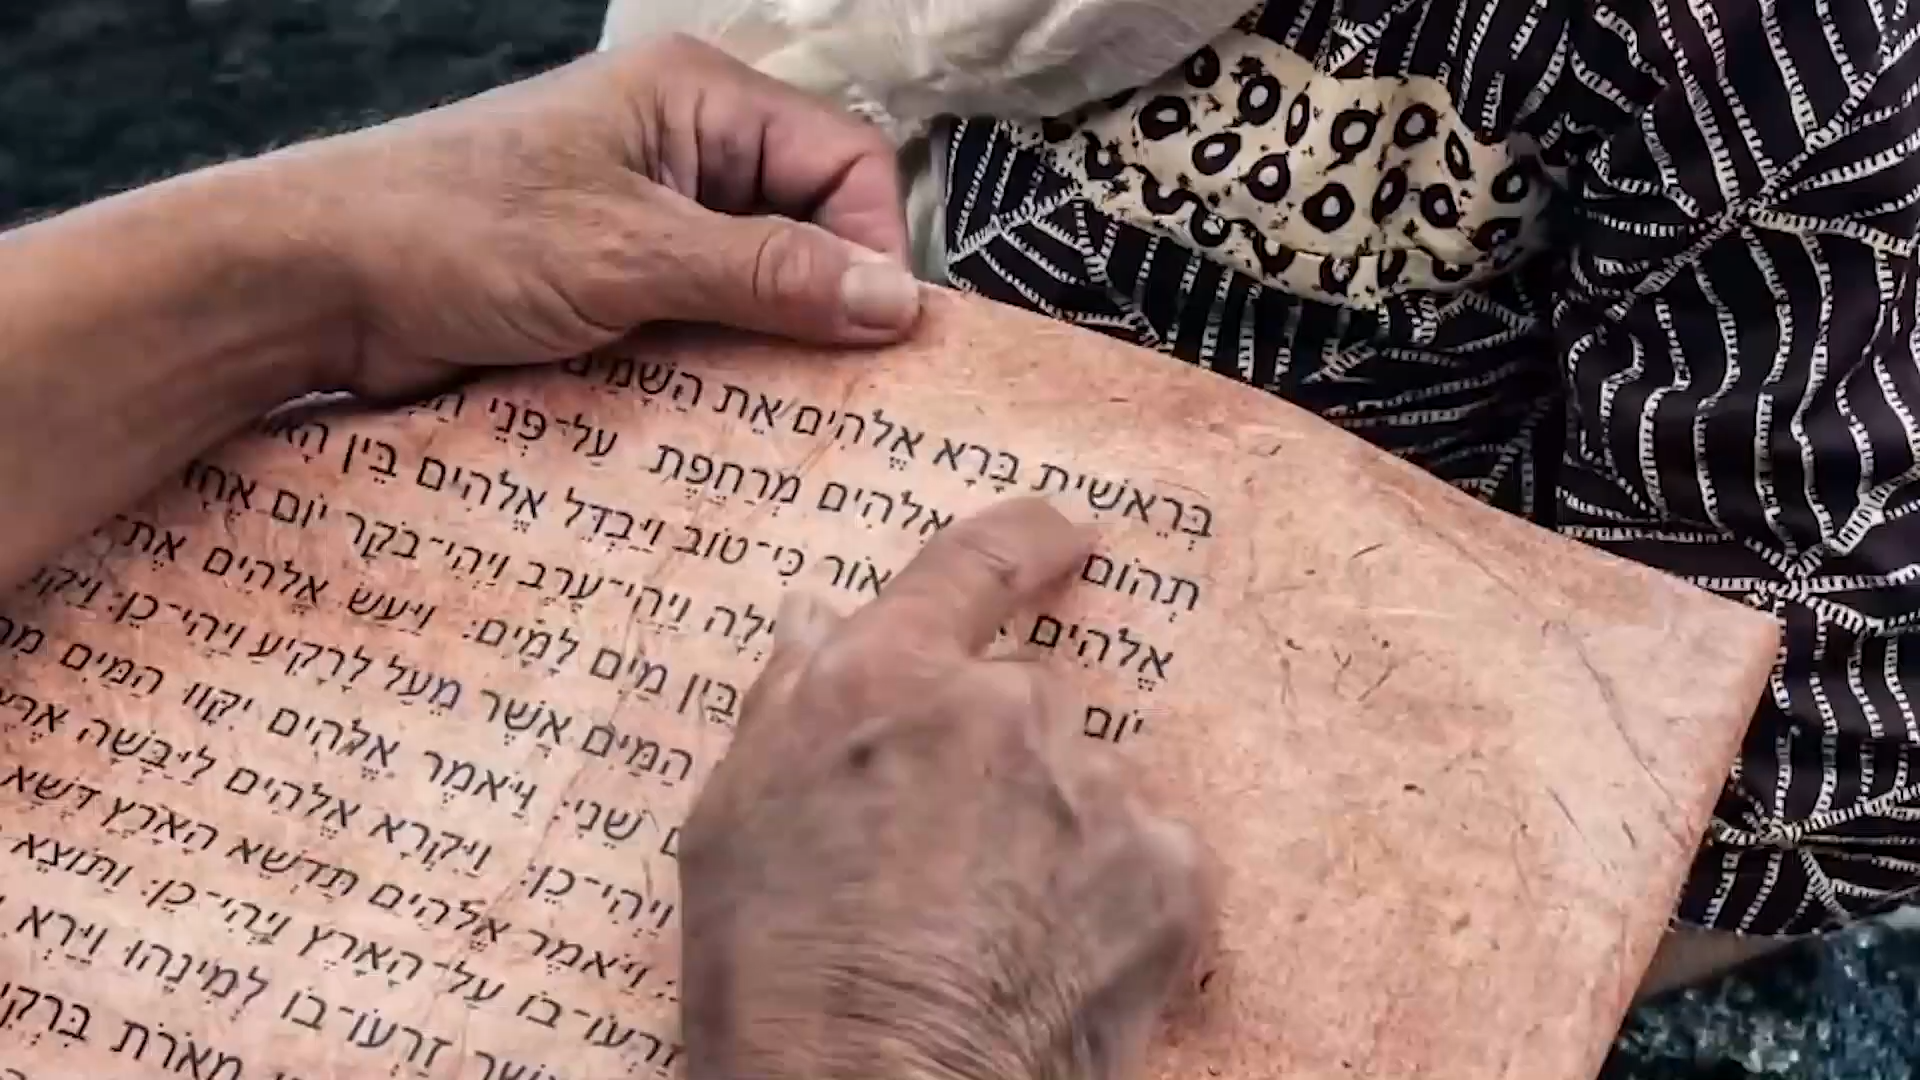 בְּרֵאשִׁית בָּרָא אֱלֹהִים אֵת הַשָּׁמַיִם
תְהוֹם אֱלֹהִים מְרַחֶפֶת עַל־פְּנֵי
אֱלֹהִים אוֹר כִּי־טוֹב וַיַּבְדֵּל אֱלֹהִים בֵּין
יוֹם וַיְהִי־עֶרֶב וַיְהִי־בֹקֶר יוֹם אֶחָד
בֵּין מַיִם לָמָיִם׃ וַיַּעַשׂ אֱלֹהִים אֶת־
הַמַּיִם אֲשֶׁר מֵעַל לָרָקִיעַ וַיְהִי־כֵן׃
שֵׁנִי׃ וַיֹּאמֶר אֱלֹהִים יִקָּווּ הַמַּיִם
וַיְהִי־כֵן׃ וַיִּקְרָא אֱלֹהִים לַיַּבָּשָׁה
וַיֹּאמֶר אֱלֹהִים תַּדְשֵׁא הָאָרֶץ דֶּשֶׁא
זַרְעוֹ־בוֹ עַל־הָאָרֶץ וַיְהִי־כֵן׃ וַתּוֹצֵא
זַרְעוֹ־בוֹ לְמִינֵהוּ וַיַּרְא
מְאֹרֹת